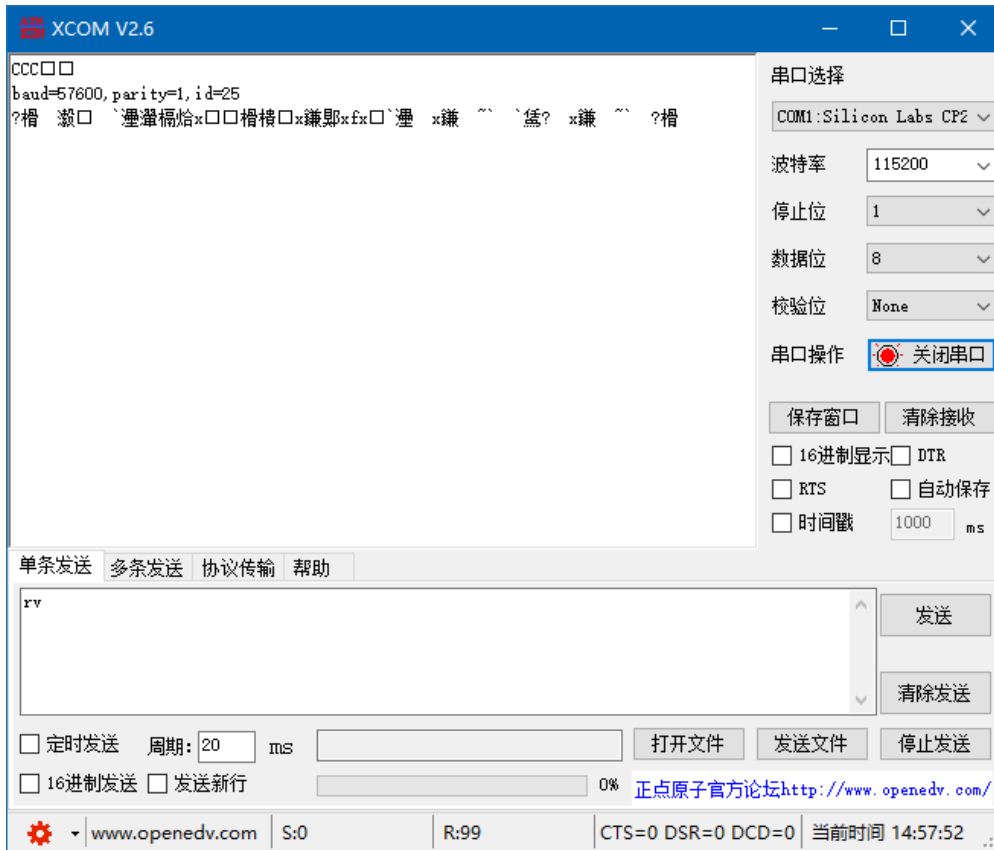 XCOM V2.6
CCC□□
baud=57600,parity=1,id=25
串口选择
COM1:Silicon Labs CP2
波特率 115200
停止位 1
数据位 8
校验位 None
串口操作 关闭串口
保存窗口 清除接收
16进制显示 DTR
RTS 自动保存
时间戳 1000 ms
单条发送 多条发送 协议传输 帮助
rv
发送
清除发送
定时发送 周期: 20 ms 打开文件 发送文件 停止发送
16进制发送 发送新行 0% 正点原子官方论坛http://www.openedv.com/
www.openedv.com S:0 R:99 CTS=0 DSR=0 DCD=0 当前时间 14:57:52